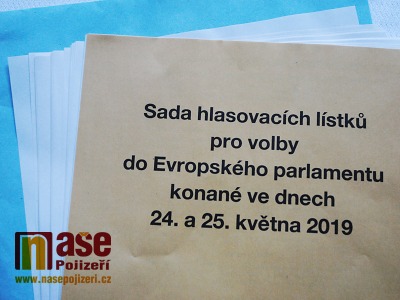 Sada hlasovacích lístků
pro volby
do Evropského parlamentu
konané ve dnech
24. a 25. května 2019
naše
Pojizeří
www.nasepojizeri.cz